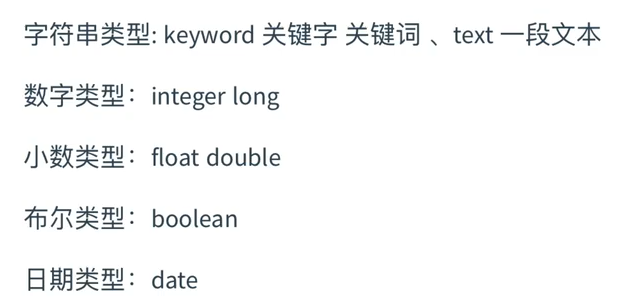 字符串类型: keyword 关键字 关键词 、text 一段文本
数字类型：integer long
小数类型：float double
布尔类型：boolean
日期类型：date